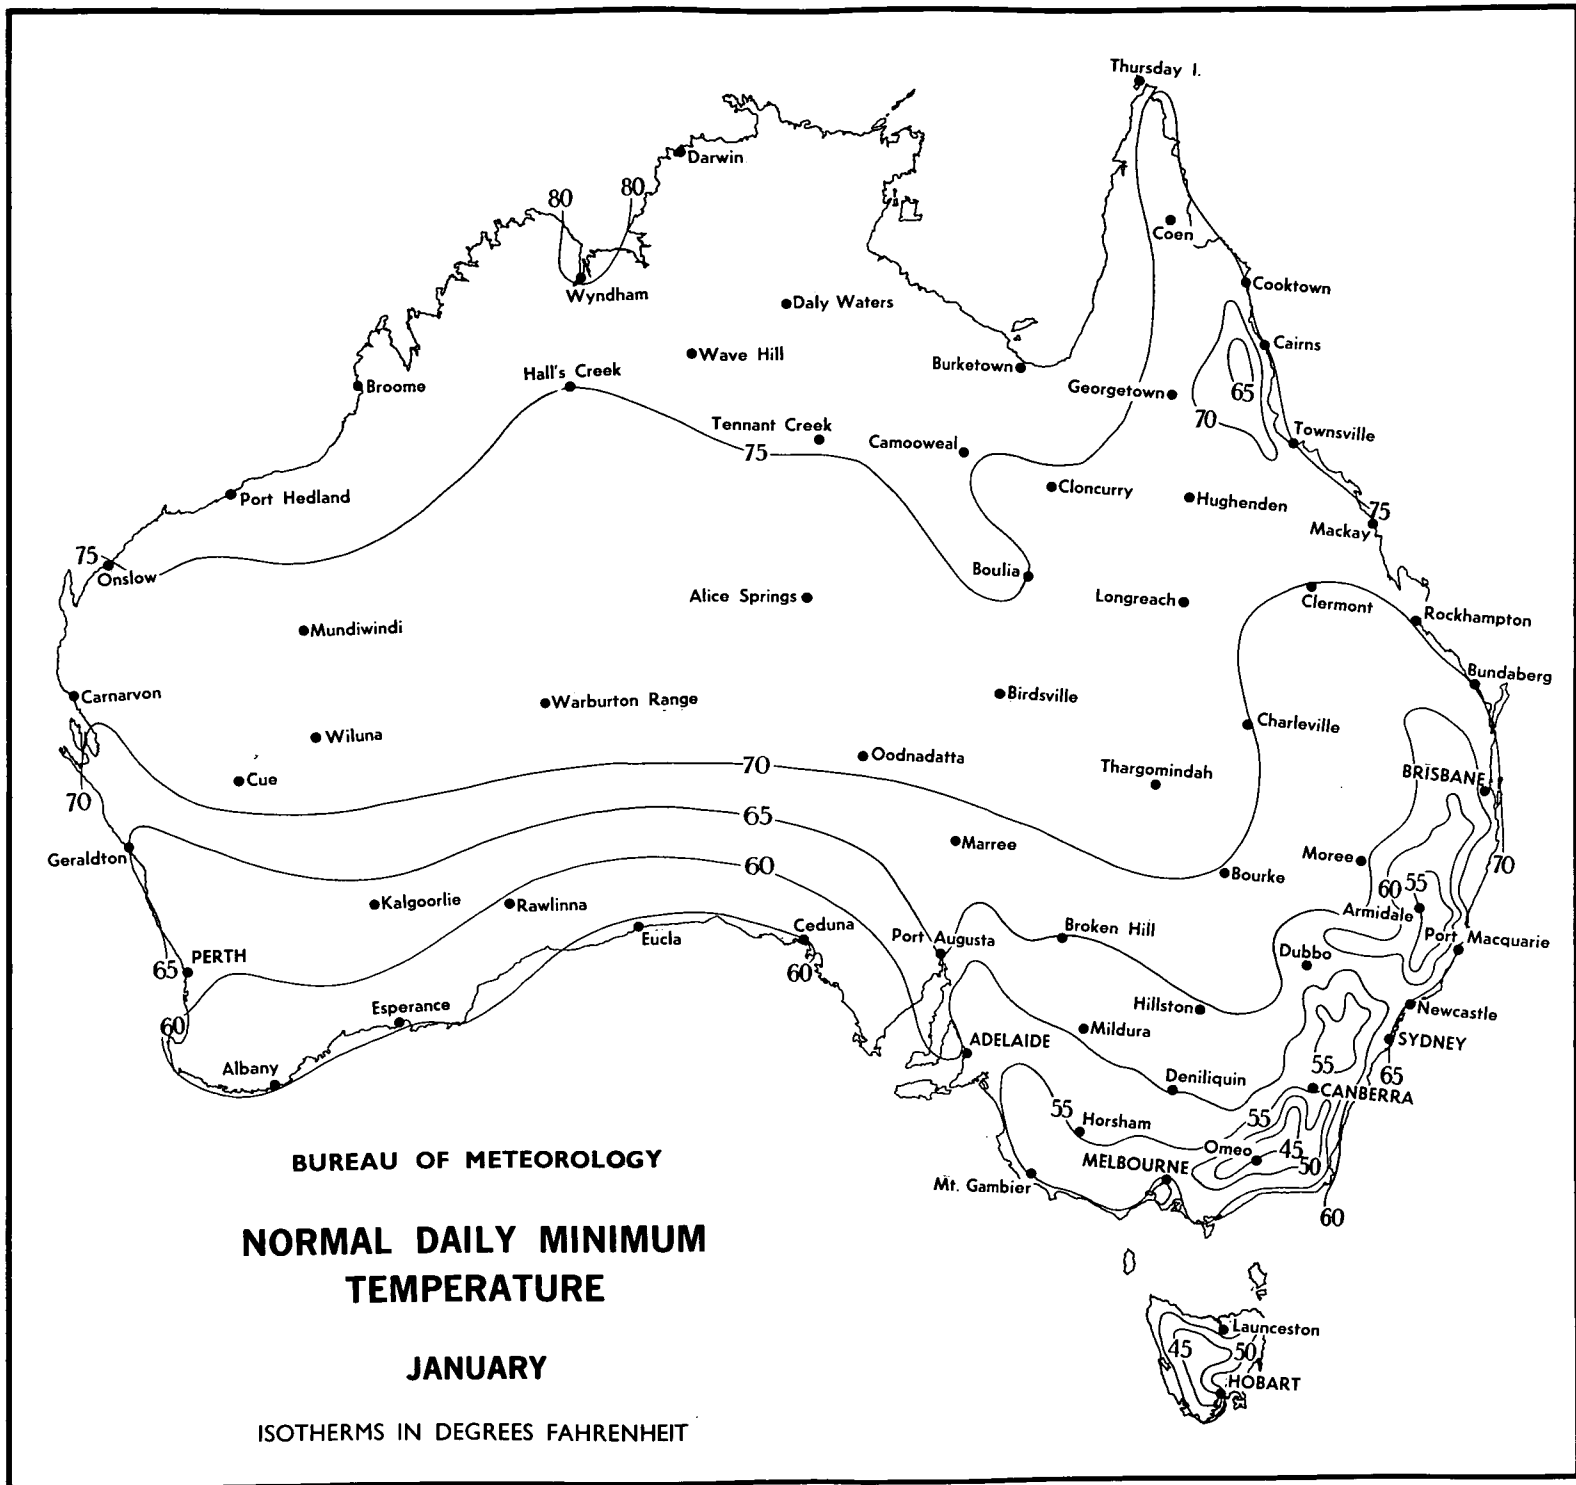 Thursday I.
Darwin
80
80
Coen
Wyndham
Cooktown
Daly Waters
Cairns
Wave Hill
Burketown
Hall's Creek
Broome
Georgetown
65
70
Tennant Creek
Camooweal
Townsville
75
Cloncurry
Port Hedland
Hughenden
75
Mackay
75
Onslow
Boulia
Alice Springs
Longreach
Clermont
Rockhampton
Mundiwindi
Bundaberg
Carnarvon
Warburton Range
Birdsville
Charleville
Wiluna
Oodnadatta
70
Thargomindah
BRISBANE
Cue
70
65
Marree
Geraldton
Moree
70
60
Bourke
60
55
Kalgoorlie
Rawlinna
Armidale
Ceduna
Broken Hill
Eucla
Port Augusta
Port Macquarie
Dubbo
PERTH
65
60
Esperance
Hillston
Newcastle
60
Mildura
ADELAIDE
SYDNEY
Albany
55
Deniliquin
65
CANBERRA
55
Horsham
55
Omeo
45
50
BUREAU OF METEOROLOGY
MELBOURNE
Mt. Gambier
60
NORMAL DAILY MINIMUM
TEMPERATURE
Launceston
45
50
JANUARY
HOBART
ISOTHERMS IN DEGREES FAHRENHEIT